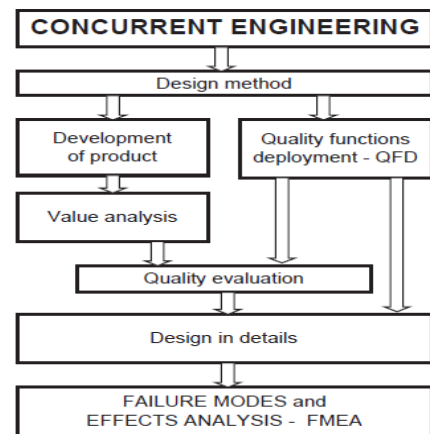 CONCURRENT ENGINEERING
Design method
Development
of product
Quality functions
deployment - QFD
Value analysis
Quality evaluation
Design in details
FAILURE MODES and
EFFECTS ANALYSIS - FMEA